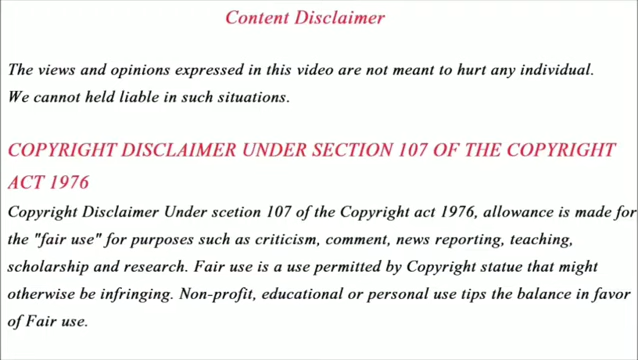 Content Disclaimer
The views and opinions expressed in this video are not meant to hurt any individual.
We cannot held liable in such situations.
COPYRIGHT DISCLAIMER UNDER SECTION 107 OF THE COPYRIGHT
ACT 1976
Copyright Disclaimer Under scetion 107 of the Copyright act 1976, allowance is made for
the "fair use" for purposes such as criticism, comment, news reporting, teaching,
scholarship and research. Fair use is a use permitted by Copyright statue that might
otherwise be infringing. Non-profit, educational or personal use tips the balance in favor
of Fair use.